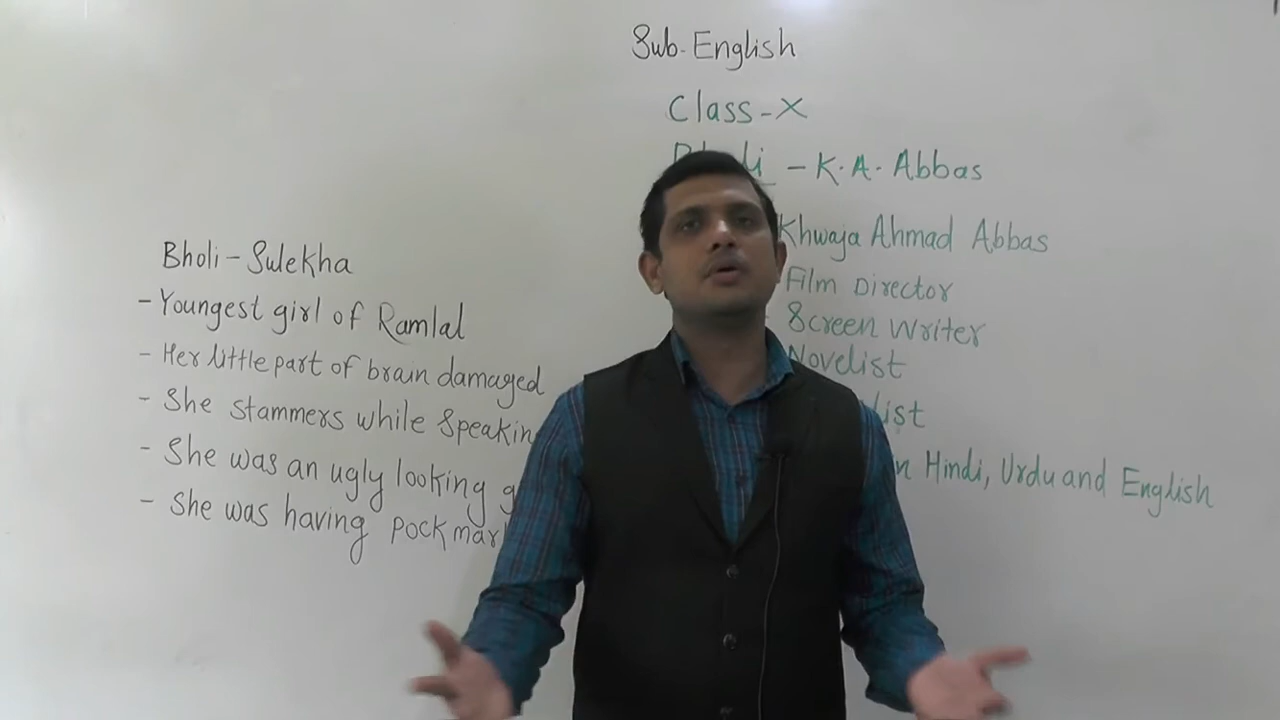 Sub-English
Class-X
- K.A. Abbas
Khwaja Ahmad Abbas
Film Director
Screen Writer
Novelist
in Hindi, Urdu and English
Bholi - Sulekha
- Youngest girl of Ramlal
- Her little part of brain damaged
- She stammers while Speaking
- She was an ugly looking
- She was having pock